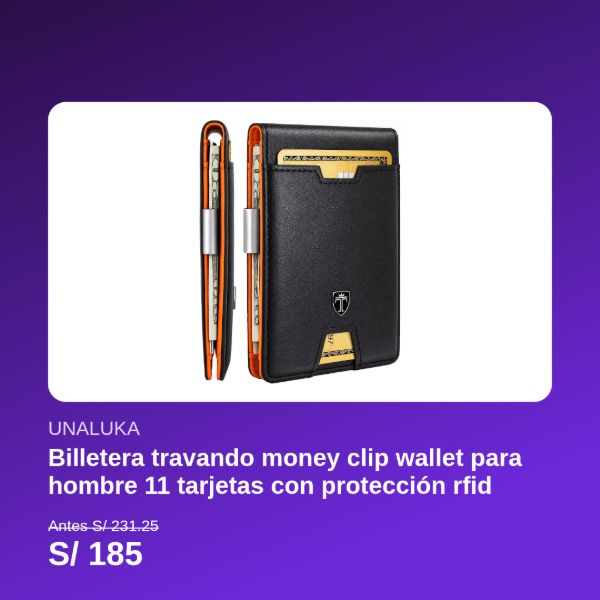 UNALUKA
Billetera travando money clip wallet para
hombre 11 tarjetas con protección rfid
Antes S/ 231.25
S/ 185